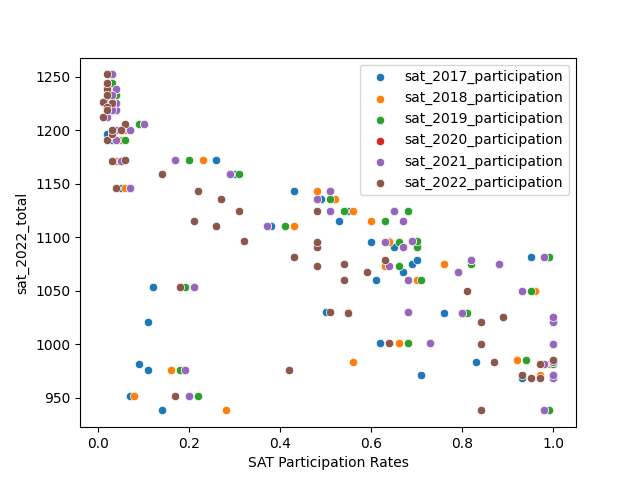 1250
1200
1150
1100
1050
1000
950
sat_2022_total
sat_2017_participation
sat_2018_participation
sat_2019_participation
sat_2020_participation
sat_2021_participation
sat_2022_participation
0.0 0.2 0.4 0.6 0.8 1.0
SAT Participation Rates